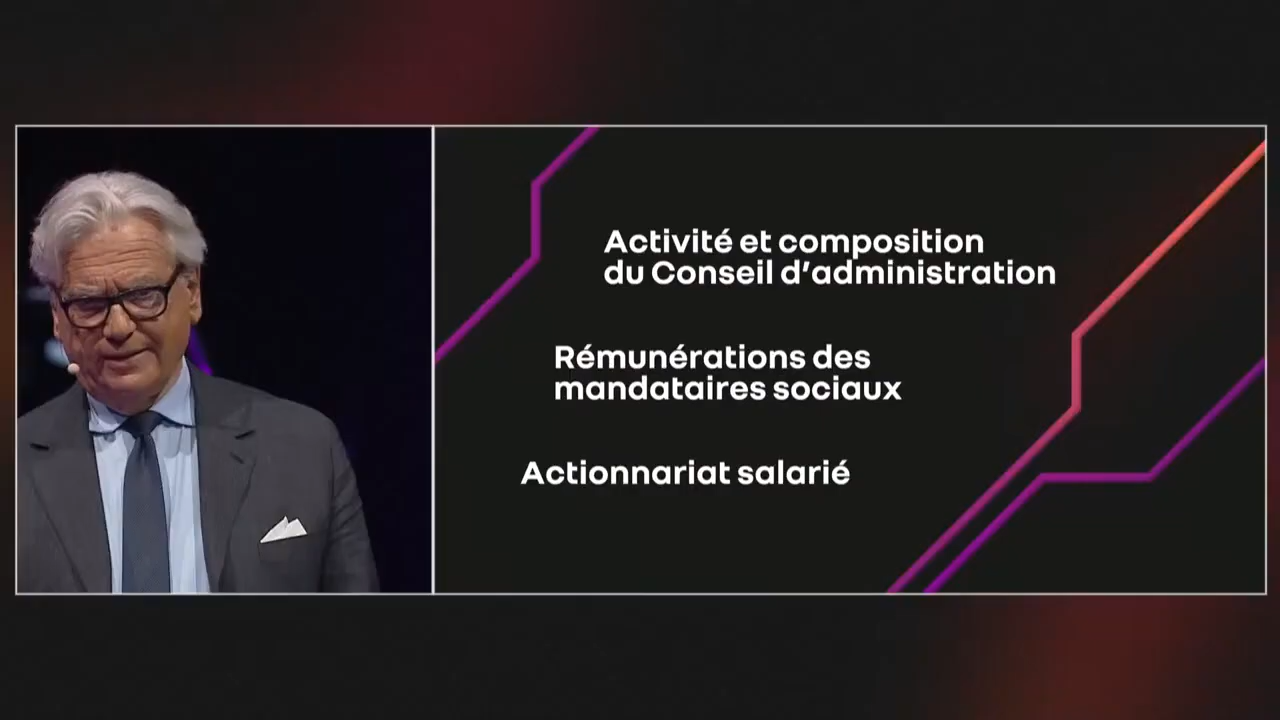 Activité et composition
du Conseil d’administration
Rémunérations des
mandataires sociaux
Actionnariat salarié